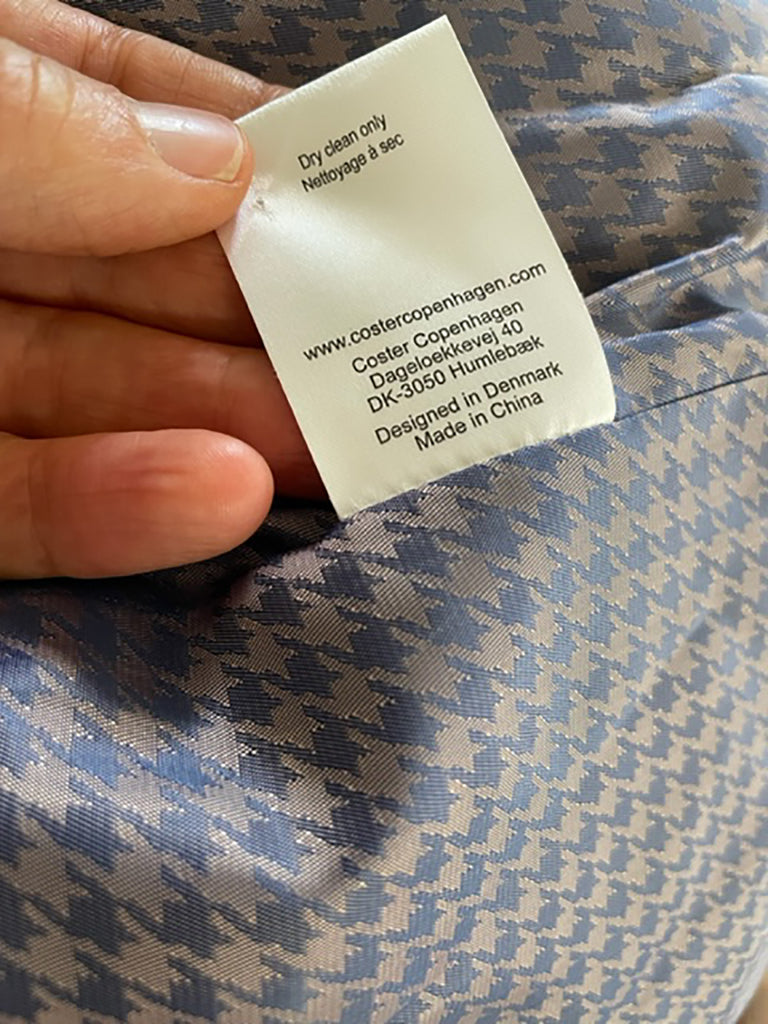 Dry clean only
Nettoyage à sec
www.costercopenhagen.com
Coster Copenhagen
Dageloekkevej 40
DK-3050 Humlebæk
Designed in Denmark
Made in China